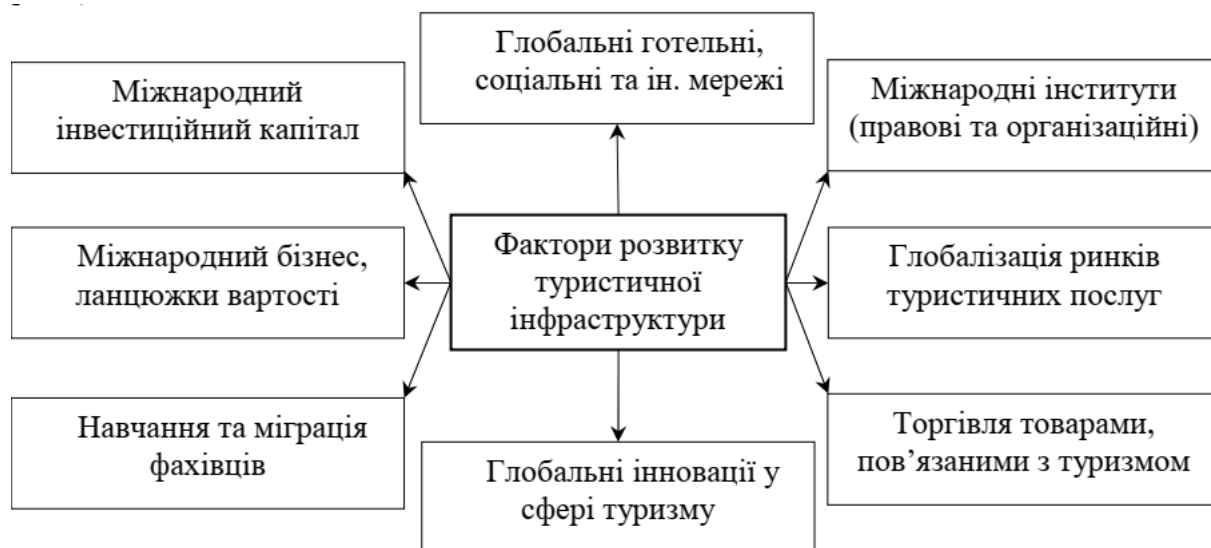 Глобальні готельні,
соціальні та ін. мережі
Міжнародний
інвестиційний капітал
Міжнародні інститути
(правові та організаційні)
Міжнародний бізнес,
ланцюжки вартості
Фактори розвитку
туристичної
інфраструктури
Глобалізація ринків
туристичних послуг
Навчання та міграція
фахівців
Глобальні інновації у
сфері туризму
Торгівля товарами,
пов’язаними з туризмом